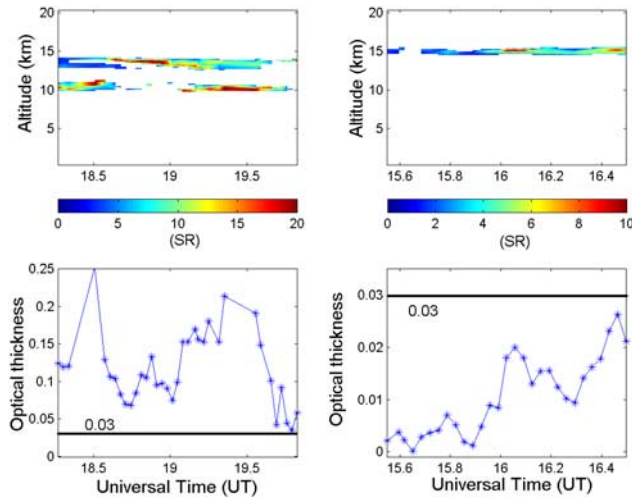 20
15
10
5
Altitude (km)
18.5 19 19.5
20
15
10
5
Altitude (km)
15.6 15.8 16 16.2 16.4
0 5 10 15 20
(SR)
0 2 4 6 8 10
(SR)
0.25
0.2
0.15
0.1
0.05
0
Optical thickness
0.03
18.5 19 19.5
Universal Time (UT)
0.03
0.02
0.01
0
Optical thickness
0.03
15.6 15.8 16 16.2 16.4
Universal Time (UT)